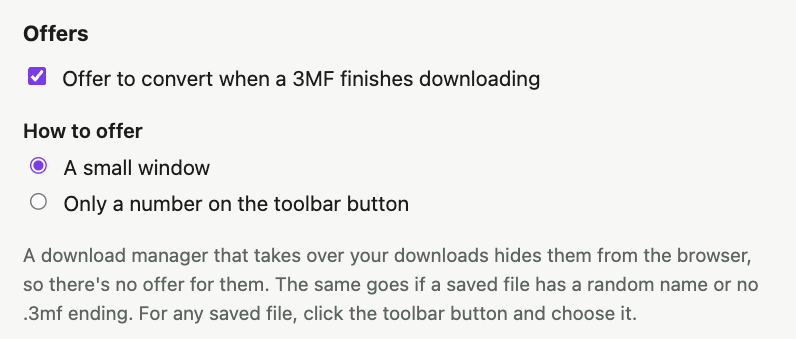 Offers
Offer to convert when a 3MF finishes downloading
How to offer
A small window
Only a number on the toolbar button
A download manager that takes over your downloads hides them from the browser,
so there's no offer for them. The same goes if a saved file has a random name or no
.3mf ending. For any saved file, click the toolbar button and choose it.